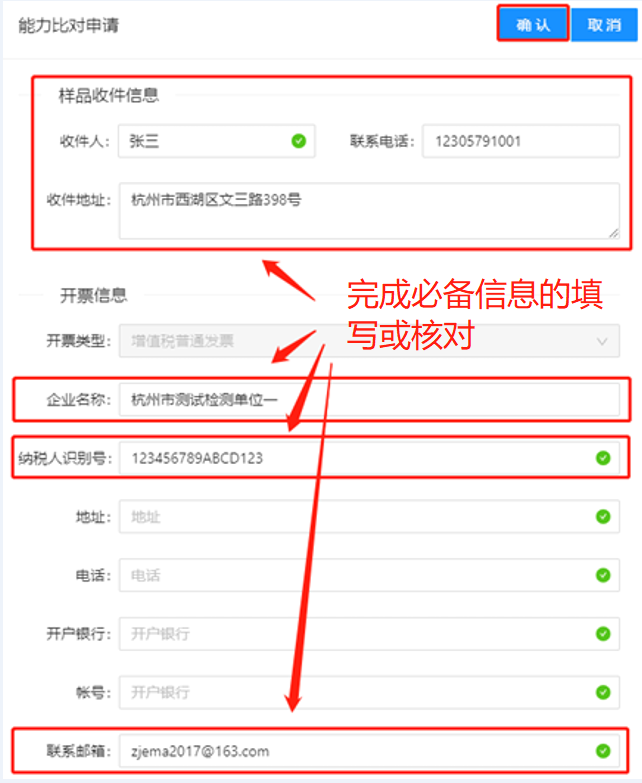 能力比对申请
确 认
取 消
样品收件信息
收件人: 张三
联系电话: 12305791001
收件地址: 杭州市西湖区文三路398号
完成必备信息的填
写或核对
开票信息
开票类型: 增值税普通发票
企业名称: 杭州市测试检测单位一
纳税人识别号: 123456789ABCD123
地址: 地址
电话: 电话
开户银行: 开户银行
帐号: 开户银行
联系邮箱: zjema2017@163.com